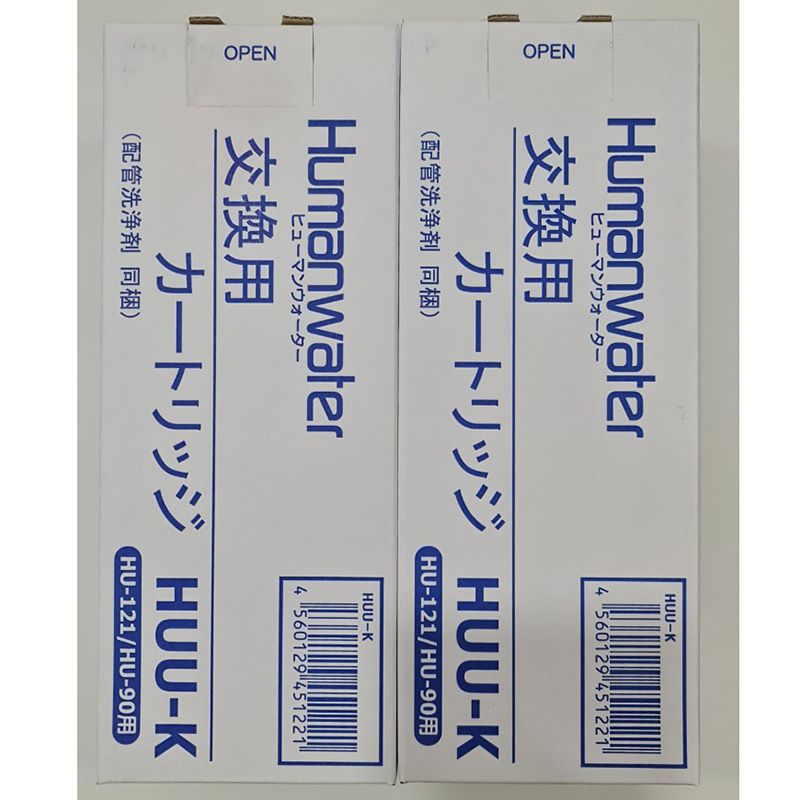 OPEN
Humanwater
ヒューマンウォーター
交換用
カートリッジ HUU-K
(配管洗浄剤 同梱)
HU-121/HU-90用
HUU-K
4 560129 451221
OPEN
Humanwater
ヒューマンウォーター
交換用
カートリッジ HUU-K
(配管洗浄剤 同梱)
HU-121/HU-90用
HUU-K
4 560129 451221